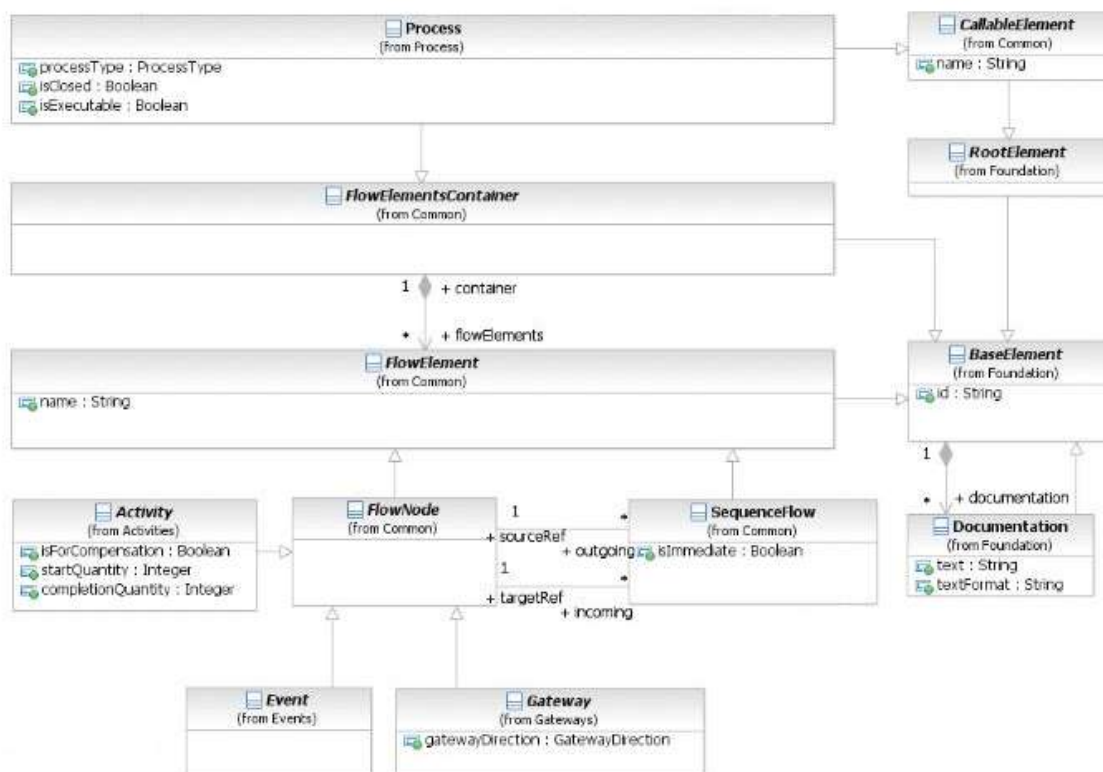 Process
(from Process)
processType : ProcessType
isClosed : Boolean
isExecutable : Boolean
CallableElement
(from Common)
name : String
RootElement
(from Foundation)
FlowElementsContainer
(from Common)
1
+ container
*
+ flowElements
FlowElement
(from Common)
name : String
BaseElement
(from Foundation)
id : String
1
*
+ documentation
Documentation
(from Foundation)
text : String
textFormat : String
Activity
(from Activities)
isForCompensation : Boolean
startQuantity : Integer
completionQuantity : Integer
FlowNode
(from Common)
1
*
+ sourceRef
+ outgoing
1
*
+ targetRef
+ incoming
SequenceFlow
(from Common)
isImmediate : Boolean
Event
(from Events)
Gateway
(from Gateways)
gatewayDirection : GatewayDirection